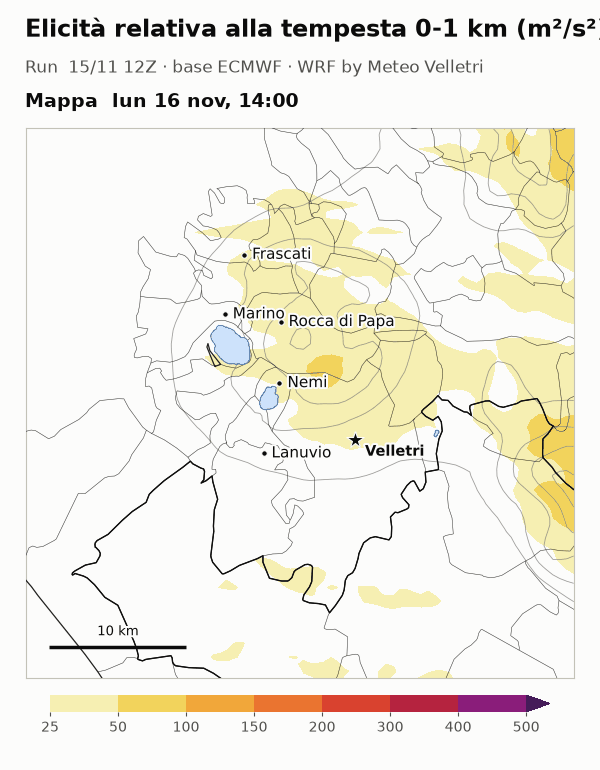 Elicità relativa alla tempesta 0-1 km (m²/s²)
Run  15/11 12Z · base ECMWF · WRF by Meteo Velletri
Mappa  lun 16 nov, 14:00
Frascati
Marino
Rocca di Papa
Nemi
Velletri
Lanuvio
10 km
25 50 100 150 200 300 400 500